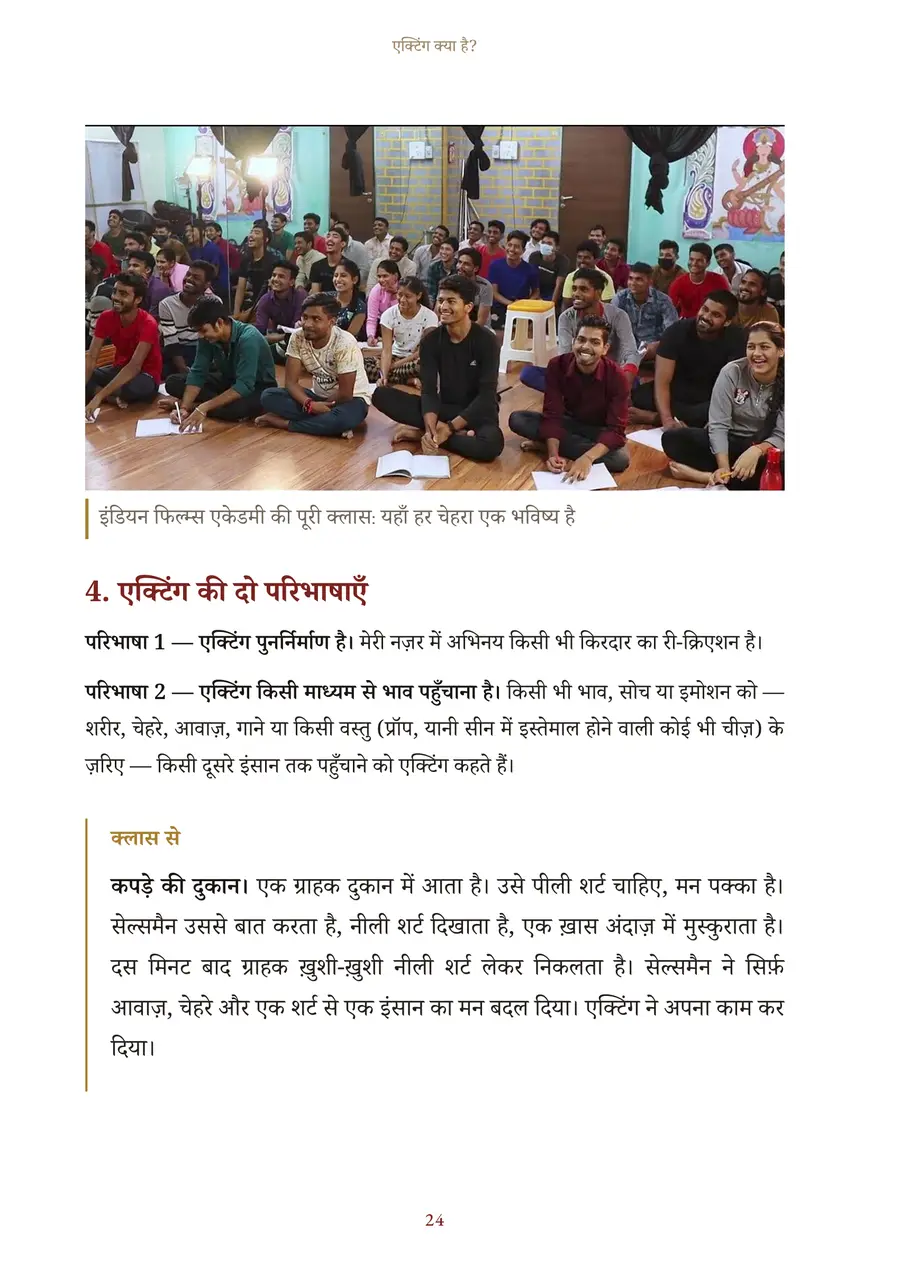 एक्टिंग क्या है?
इंडियन फिल्म्स एकेडमी की पूरी क्लास: यहाँ हर चेहरा एक भविष्य है
4. एक्टिंग की दो परिभाषाएँ
परिभाषा 1 — एक्टिंग पुनर्निर्माण है। मेरी नज़र में अभिनय किसी भी किरदार का री-क्रिएशन है।
परिभाषा 2 — एक्टिंग किसी माध्यम से भाव पहुँचाना है। किसी भी भाव, सोच या इमोशन को —
शरीर, चेहरे, आवाज़, गाने या किसी वस्तु (प्रॉप, यानी सीन में इस्तेमाल होने वाली कोई भी चीज़) के
ज़रिए — किसी दूसरे इंसान तक पहुँचाने को एक्टिंग कहते हैं।
क्लास से
कपड़े की दुकान। एक ग्राहक दुकान में आता है। उसे पीली शर्ट चाहिए, मन पक्का है।
सेल्समैन उससे बात करता है, नीली शर्ट दिखाता है, एक ख़ास अंदाज़ में मुस्कुराता है।
दस मिनट बाद ग्राहक ख़ुशी-ख़ुशी नीली शर्ट लेकर निकलता है। सेल्समैन ने सिर्फ़
आवाज़, चेहरे और एक शर्ट से एक इंसान का मन बदल दिया। एक्टिंग ने अपना काम कर
दिया।
24